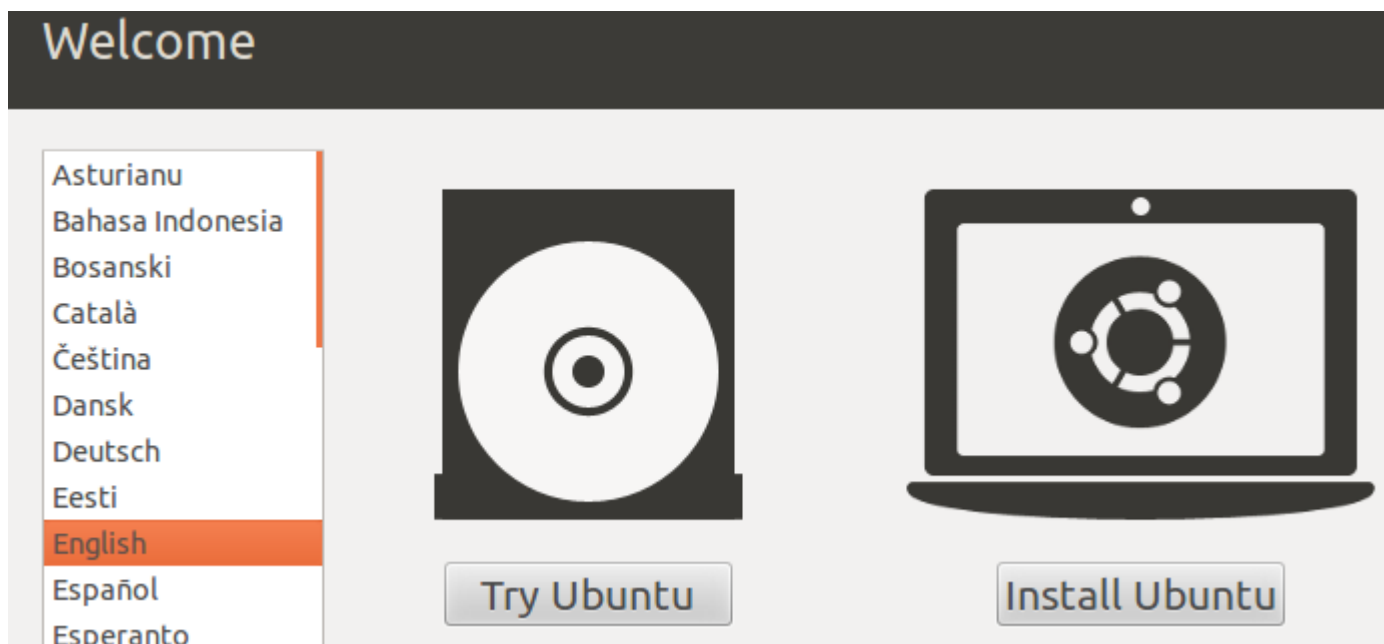 Welcome
Asturianu
Bahasa Indonesia
Bosanski
Català
Čeština
Dansk
Deutsch
Eesti
English
Español
Esperanto
Try Ubuntu
Install Ubuntu